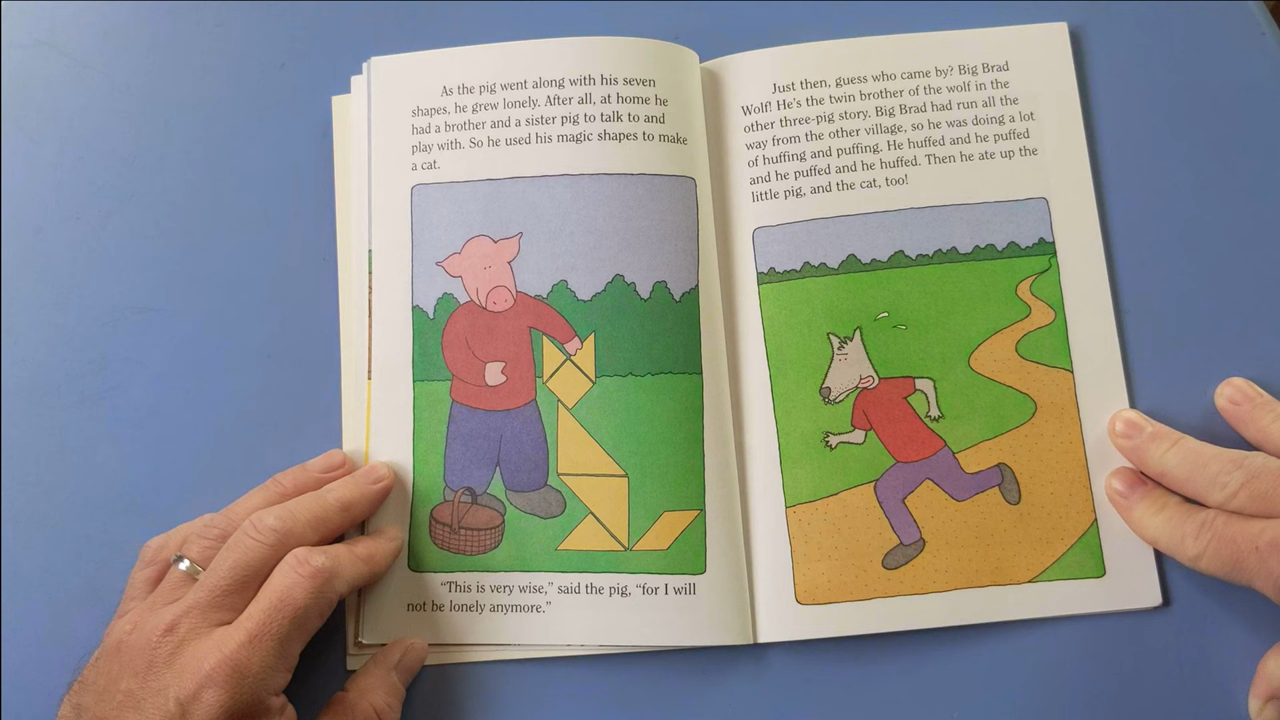 As the pig went along with his seven
shapes, he grew lonely. After all, at home he
had a brother and a sister pig to talk to and
play with. So he used his magic shapes to make
a cat.
“This is very wise,” said the pig, “for I will
not be lonely anymore.”
Just then, guess who came by? Big Brad
Wolf! He’s the twin brother of the wolf in the
other three-pig story. Big Brad had run all the
way from the other village, so he was doing a lot
of huffing and puffing. He huffed and he puffed
and he puffed and he huffed. Then he ate up the
little pig, and the cat, too!